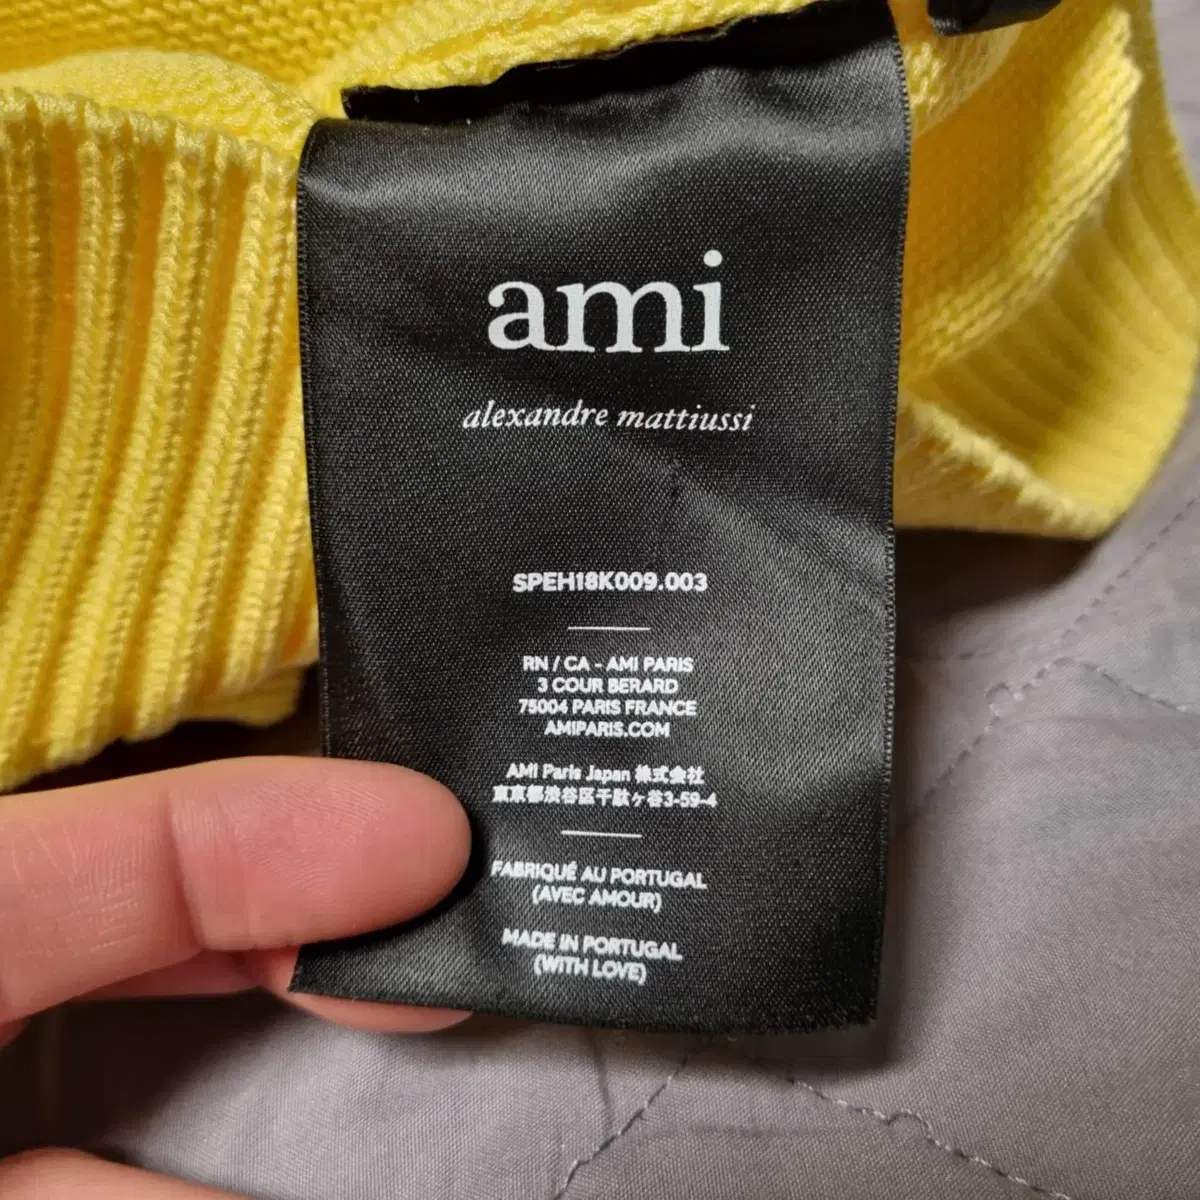 ami
alexandre mattiussi
SPEH18K009.003
RN / CA - AMI PARIS
3 COUR BERARD
75004 PARIS FRANCE
AMIPARIS.COM
AMI Paris Japan 株式会社
東京都渋谷区千駄ヶ谷3-59-4
FABRIQUÉ AU PORTUGAL
(AVEC AMOUR)
MADE IN PORTUGAL
(WITH LOVE)